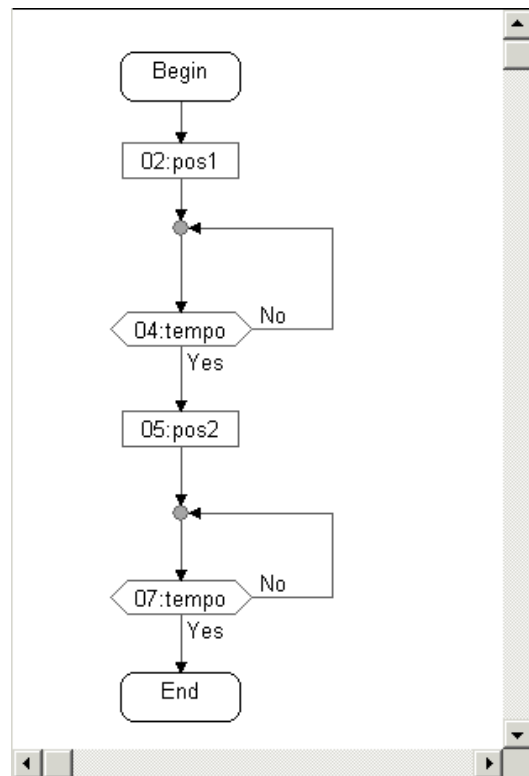 Begin
02:pos1
No
04:tempo
Yes
05:pos2
No
07:tempo
Yes
End